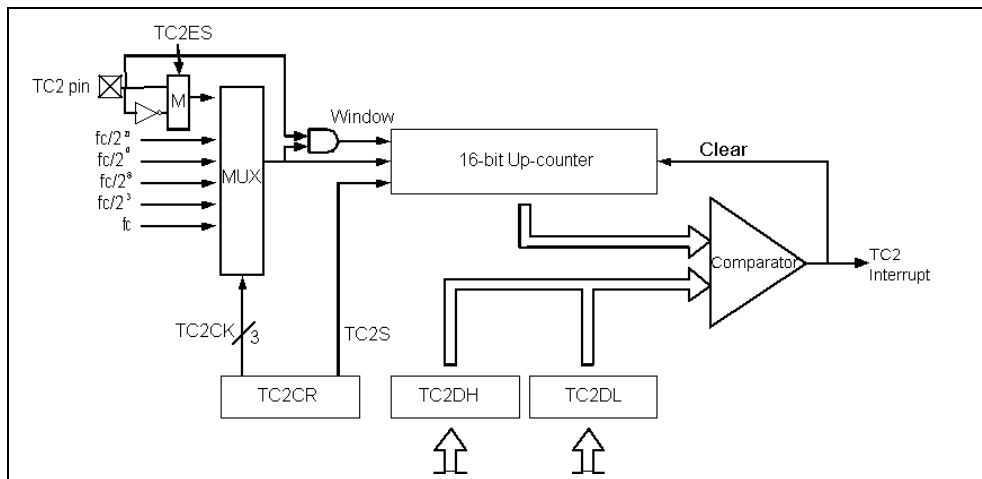 TC2ES
TC2 pin
M
Window
fc/2³
fc
MUX
16-bit Up-counter
Clear
Comparator
TC2
Interrupt
TC2CK
3
TC2S
TC2CR
TC2DH
TC2DL